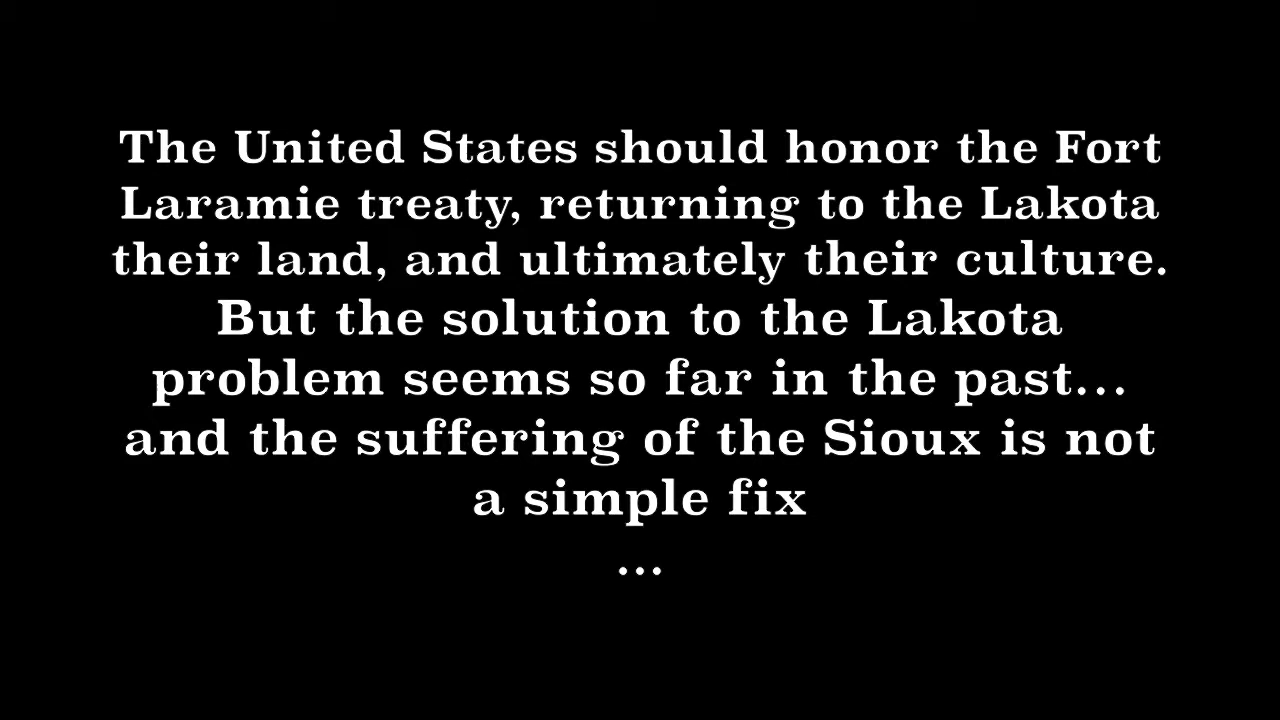 The United States should honor the Fort
Laramie treaty, returning to the Lakota
their land, and ultimately their culture.
But the solution to the Lakota
problem seems so far in the past...
and the suffering of the Sioux is not
a simple fix
...